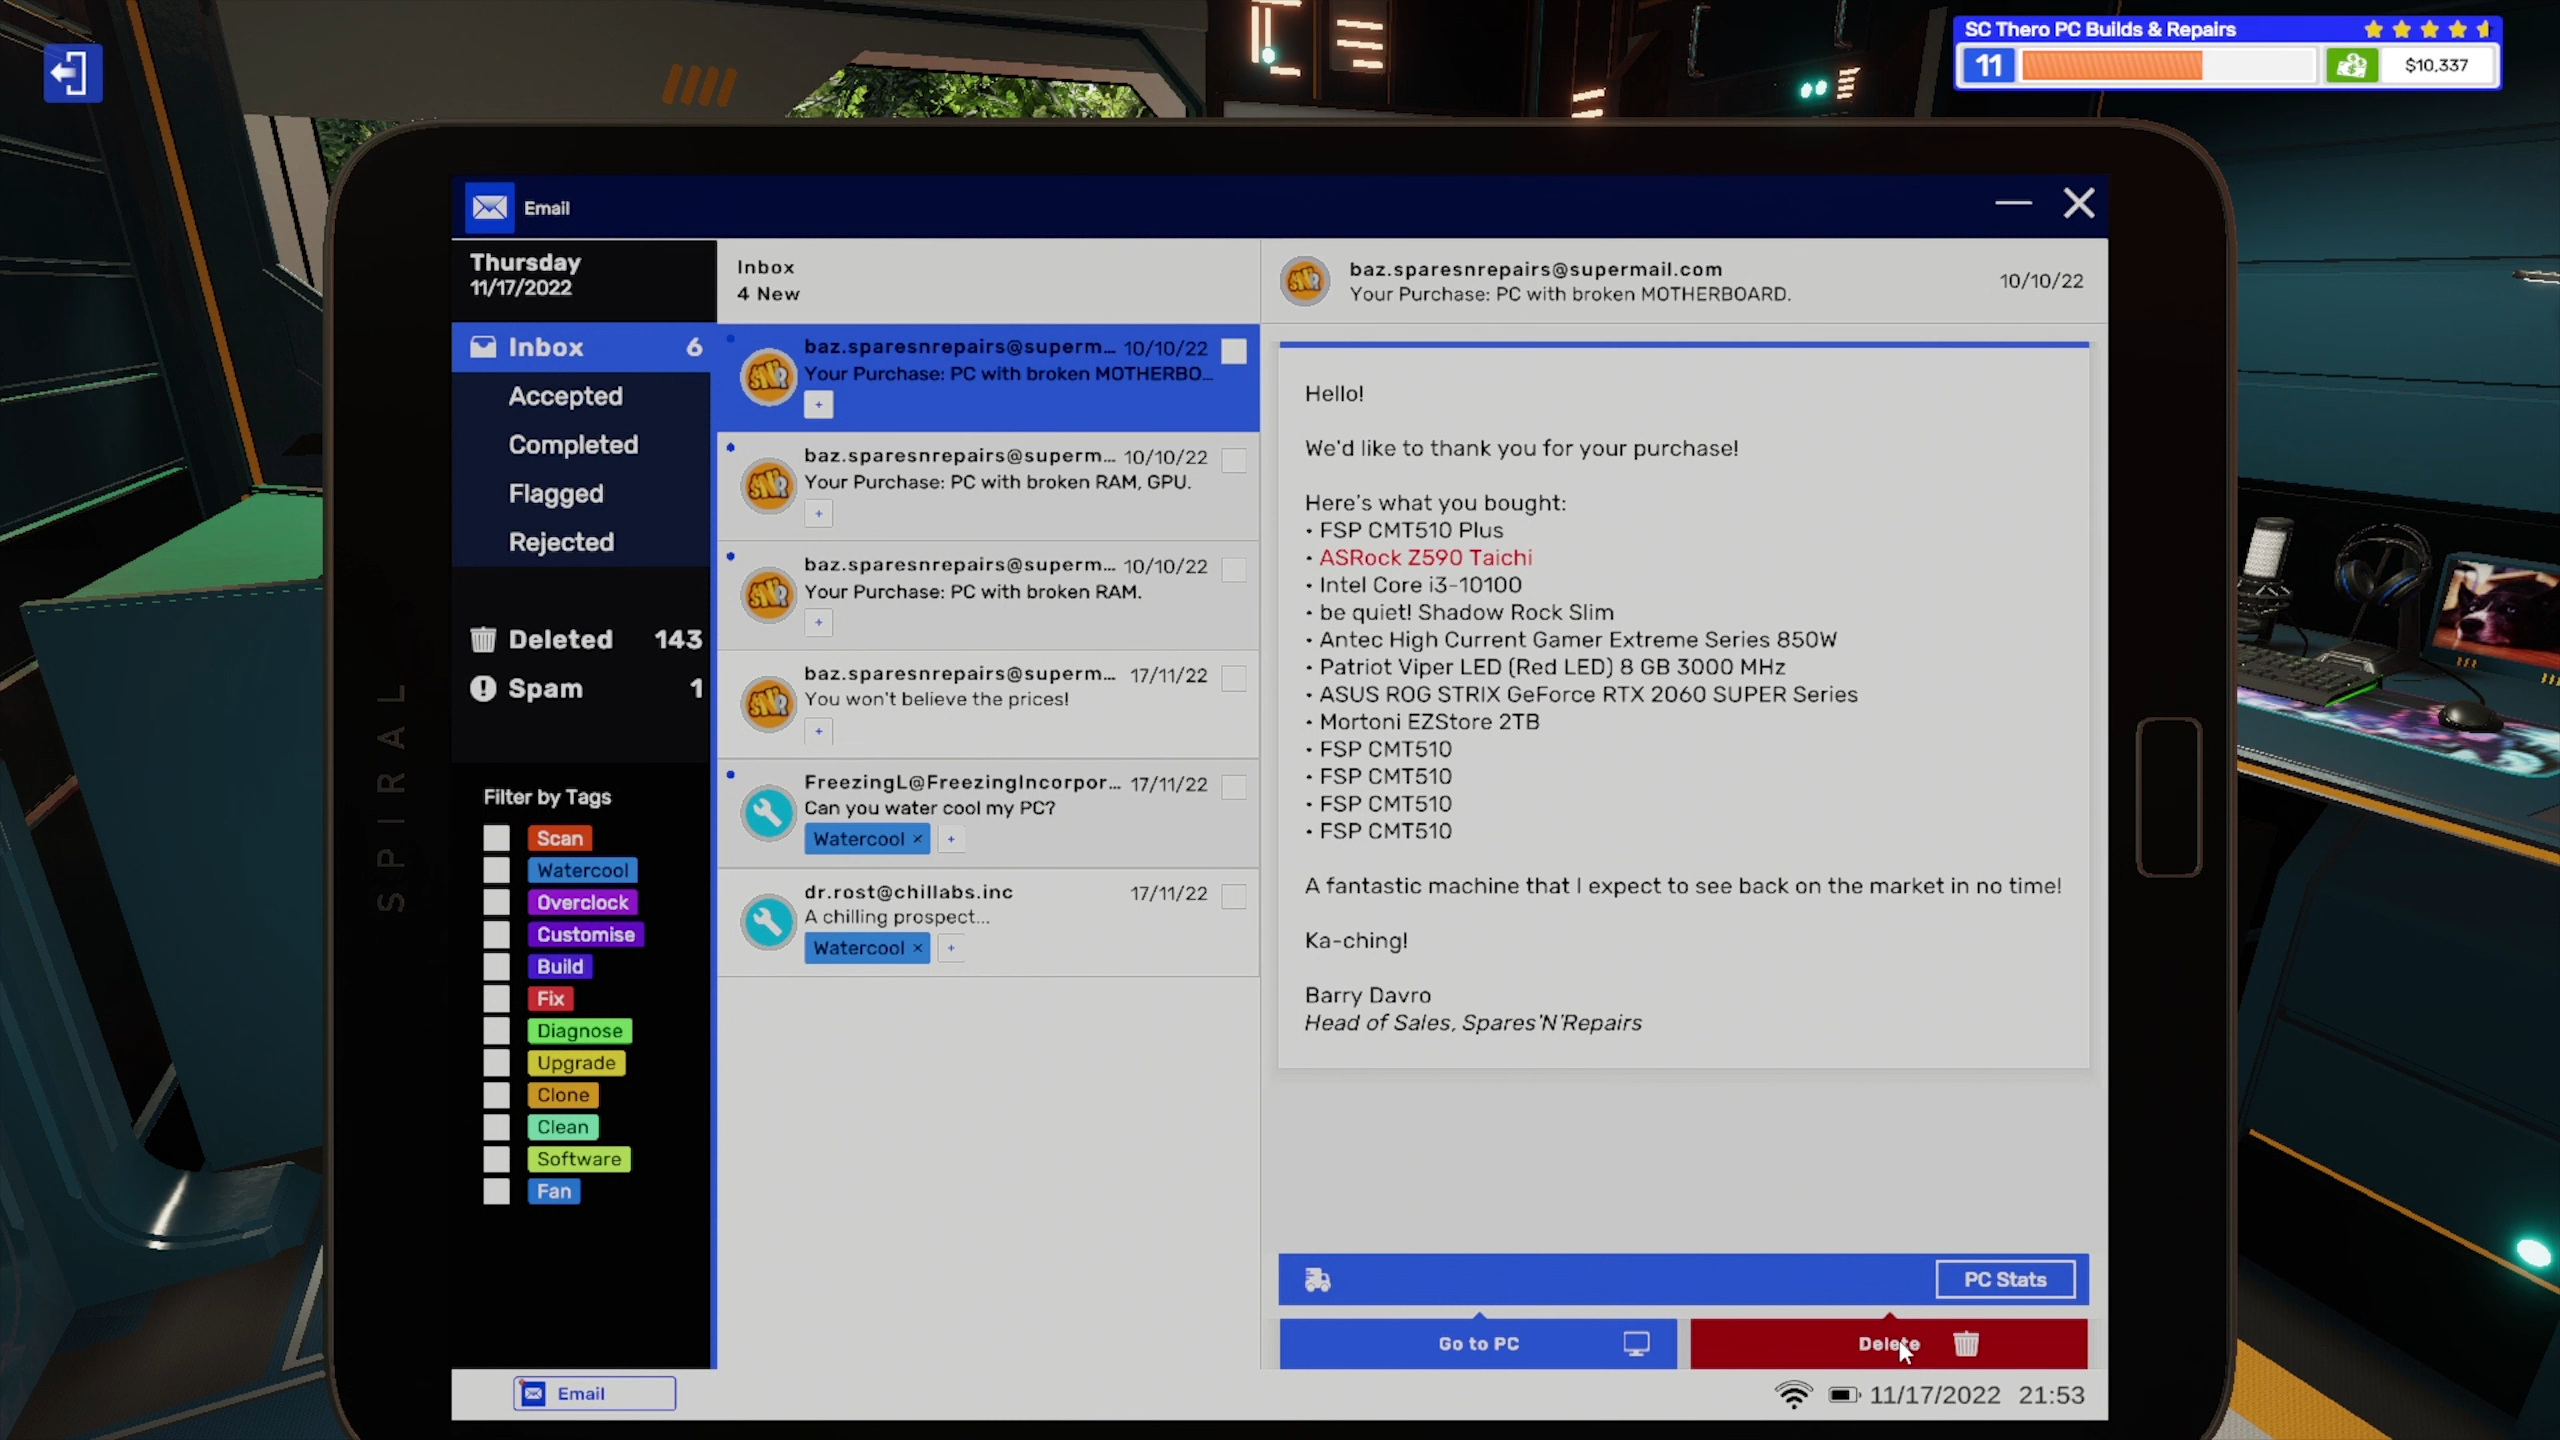 SC Thero PC Builds & Repairs
11
$10,337
Email
Thursday
11/17/2022
Inbox 6
Accepted
Completed
Flagged
Rejected
Deleted 143
Spam 1
Filter by Tags
Scan
Watercool
Overclock
Customise
Build
Fix
Diagnose
Upgrade
Clone
Clean
Software
Fan
Inbox
4 New
baz.sparesnrepairs@superm... 10/10/22
Your Purchase: PC with broken MOTHERBO...
+
baz.sparesnrepairs@superm... 10/10/22
Your Purchase: PC with broken RAM, GPU.
+
baz.sparesnrepairs@superm... 10/10/22
Your Purchase: PC with broken RAM.
+
baz.sparesnrepairs@superm... 17/11/22
You won't believe the prices!
+
FreezingL@FreezingIncorpor... 17/11/22
Can you water cool my PC?
Watercool × +
dr.rost@chillabs.inc 17/11/22
A chilling prospect...
Watercool × +
SNR
baz.sparesnrepairs@supermail.com
Your Purchase: PC with broken MOTHERBOARD.
10/10/22
Hello!
We'd like to thank you for your purchase!
Here's what you bought:
• FSP CMT510 Plus
• ASRock Z590 Taichi
• Intel Core i3-10100
• be quiet! Shadow Rock Slim
• Antec High Current Gamer Extreme Series 850W
• Patriot Viper LED (Red LED) 8 GB 3000 MHz
• ASUS ROG STRIX GeForce RTX 2060 SUPER Series
• Mortoni EZStore 2TB
• FSP CMT510
• FSP CMT510
• FSP CMT510
• FSP CMT510
A fantastic machine that I expect to see back on the market in no time!
Ka-ching!
Barry Davro
Head of Sales, Spares'N'Repairs
PC Stats
Go to PC
Delete
Email
11/17/2022 21:53
SPIRAL